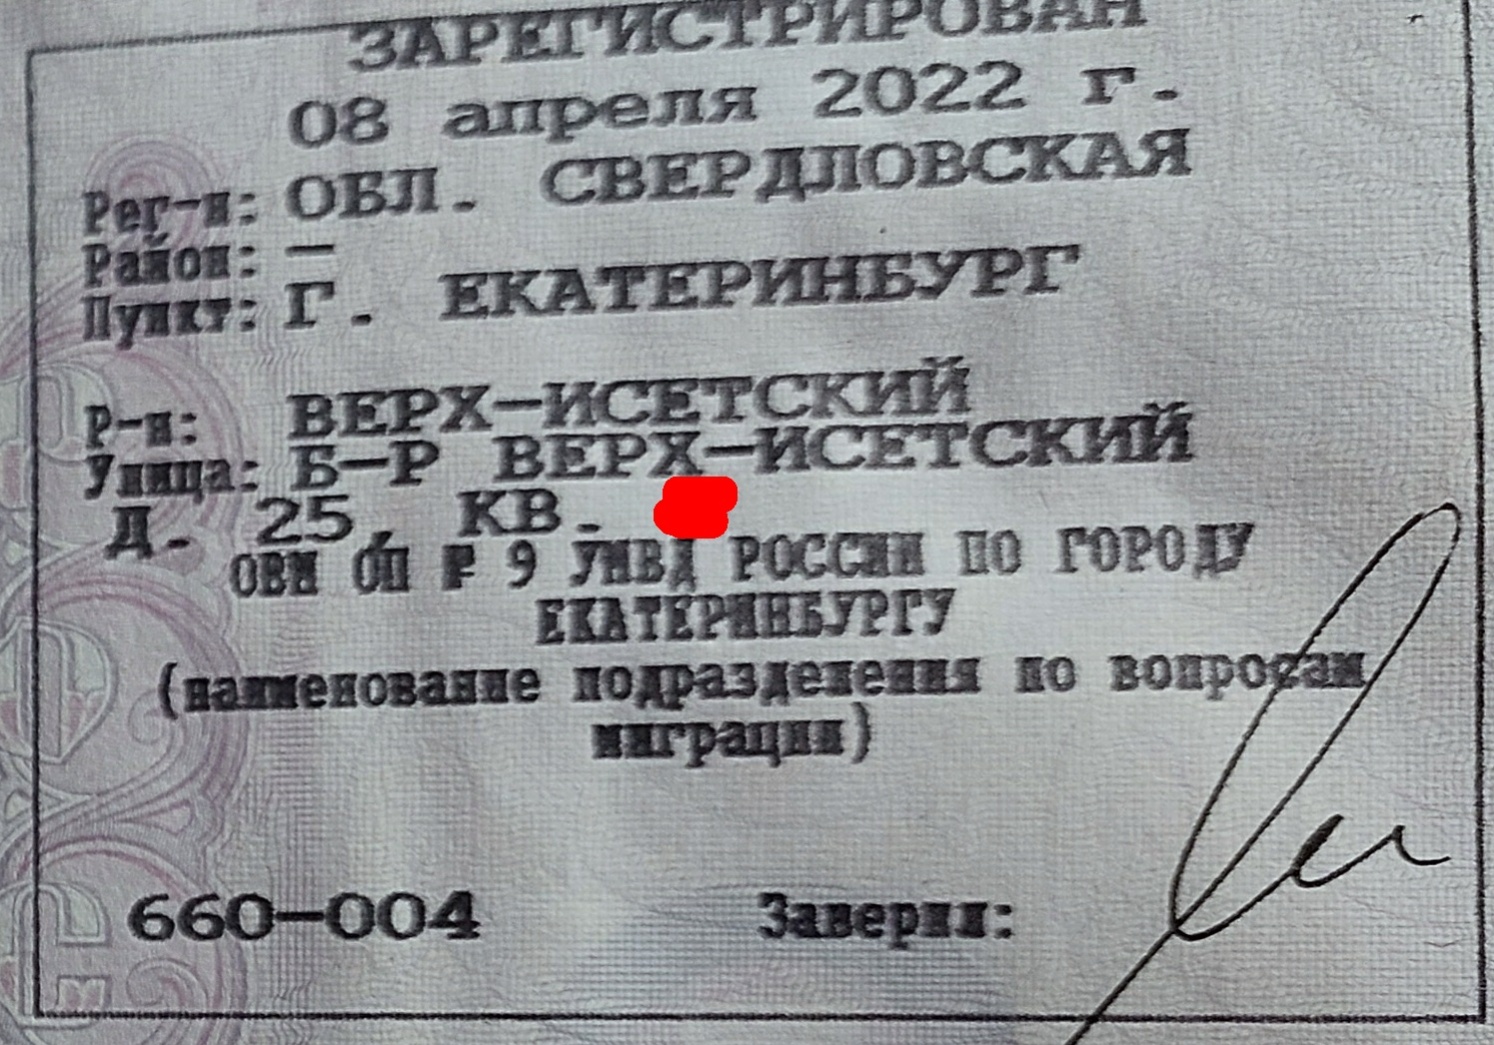 ЗАРЕГИСТРИРОВАН
08 апреля 2022 г.
Рег-н: ОБЛ. СВЕРДЛОВСКАЯ
Район: —
Пункт: Г. ЕКАТЕРИНБУРГ
Р-н: ВЕРХ-ИСЕТСКИЙ
Улица: Б-Р ВЕРХ-ИСЕТСКИЙ
Д. 25, КВ.
ОВМ ОП № 9 УМВД РОССИИ ПО ГОРОДУ
ЕКАТЕРИНБУРГУ
(наименование подразделения по вопросам
миграции)
660-004 Заверил: